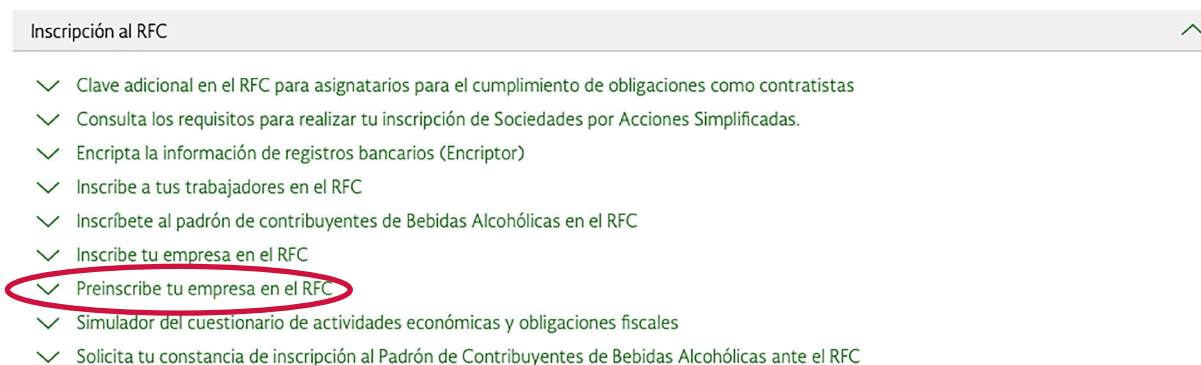 Inscripción al RFC
Clave adicional en el RFC para asignatarios para el cumplimiento de obligaciones como contratistas
Consulta los requisitos para realizar tu inscripción de Sociedades por Acciones Simplificadas.
Encripta la información de registros bancarios (Encriptor)
Inscribe a tus trabajadores en el RFC
Inscríbete al padrón de contribuyentes de Bebidas Alcohólicas en el RFC
Inscribe tu empresa en el RFC
Preinscribe tu empresa en el RFC
Simulador del cuestionario de actividades económicas y obligaciones fiscales
Solicita tu constancia de inscripción al Padrón de Contribuyentes de Bebidas Alcohólicas ante el RFC